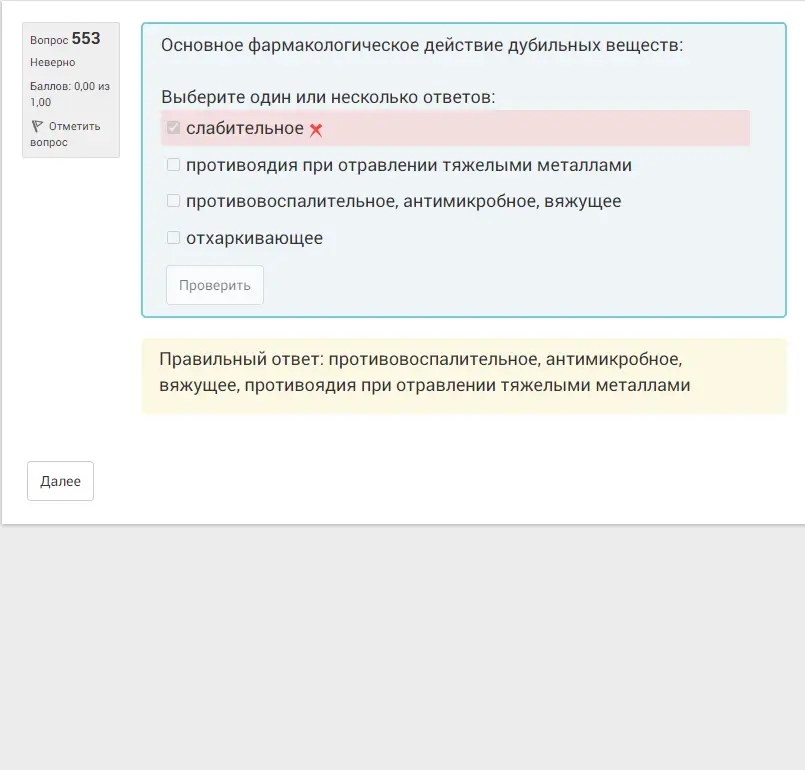 Вопрос 553
Неверно
Баллов: 0,00 из
1,00
Отметить
вопрос
Основное фармакологическое действие дубильных веществ:
Выберите один или несколько ответов:
слабительное
противоядия при отравлении тяжелыми металлами
противовоспалительное, антимикробное, вяжущее
отхаркивающее
Проверить
Правильный ответ: противовоспалительное, антимикробное,
вяжущее, противоядия при отравлении тяжелыми металлами
Далее